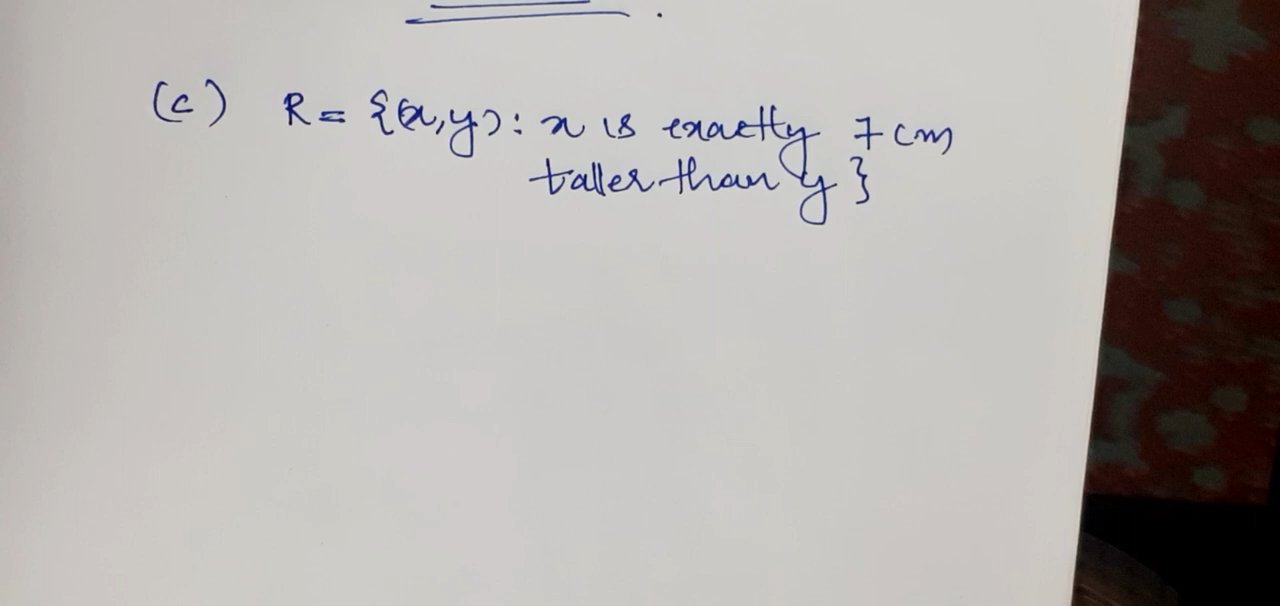 (c) R = {(x,y): x is exactly 7 cm
taller than y}